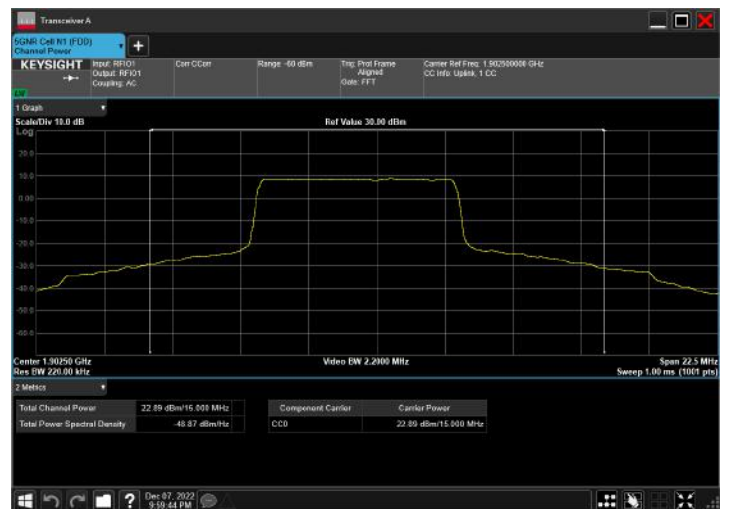 Transceiver A
5GNR Cell N1 (FDD)
Channel Power
KEYSIGHT
Input: RFIO1
Output: RFIO1
Coupling: AC
Corr CCorr
Range: -60 dBm
Trig: Prot Frame
Aligned
Gate: FFT
Carrier Ref Freq: 1.902500000 GHz
CC Info: Uplink, 1 CC
1 Graph
Scale/Div 10.0 dB
Ref Value 30.00 dBm
Log
20.0
10.0
0.00
-10.0
-20.0
-30.0
-40.0
-50.0
-60.0
Center 1.90250 GHz
Video BW 2.2000 MHz
Span 22.5 MHz
Res BW 220.00 kHz
Sweep 1.00 ms (1001 pts)
2 Metrics
Total Channel Power 22.89 dBm/15.000 MHz
Total Power Spectral Density -48.87 dBm/Hz
Component Carrier Carrier Power
CC0 22.89 dBm/15.000 MHz
Dec 07, 2022
9:59:44 PM